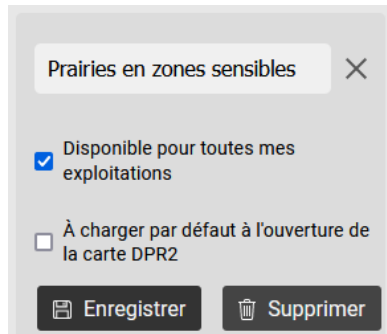 Prairies en zones sensibles
Disponible pour toutes mes
exploitations
À charger par défaut à l'ouverture de
la carte DPR2
Enregistrer
Supprimer